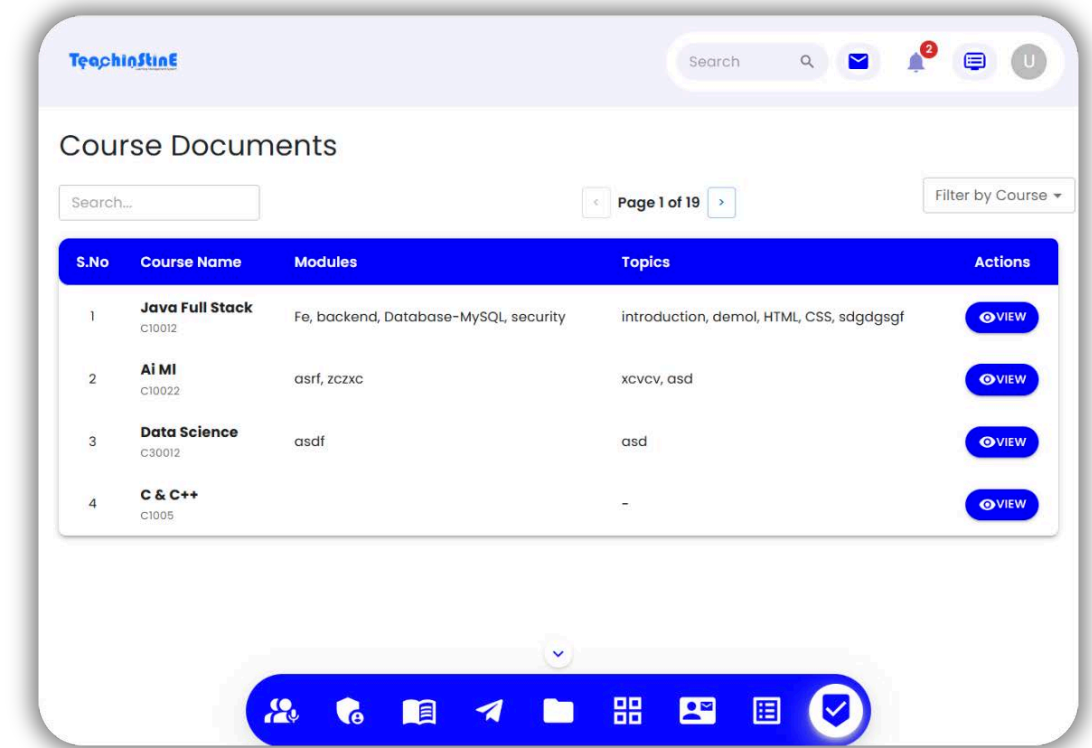 TeachinstinE
Search
2
U
Course Documents
Search...
< Page 1 of 19 >
Filter by Course
S.No Course Name Modules Topics Actions
1 Java Full Stack Fe, backend, Database-MySQL, security introduction, demo1, HTML, CSS, sdgdgsgf VIEW
C10012
2 Ai Ml asrf, zczxc xcvcv, asd VIEW
C10022
3 Data Science asdf asd VIEW
C30012
4 C & C++ - VIEW
C1005